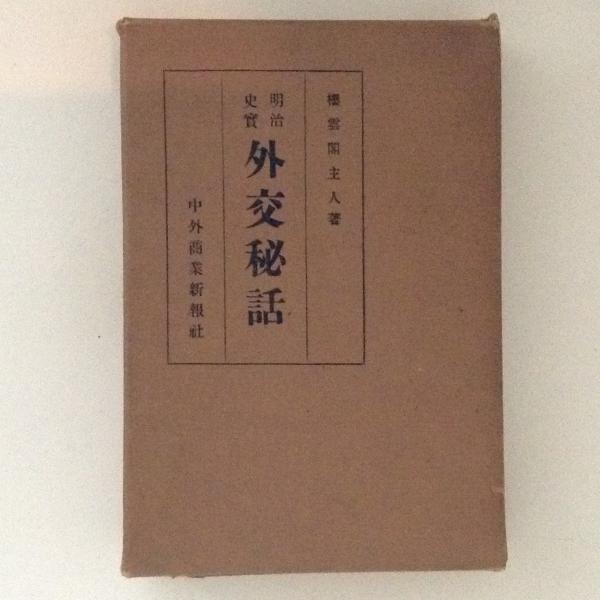 櫻雲閣主人著
明治
史實
外交秘話
中外商業新報社